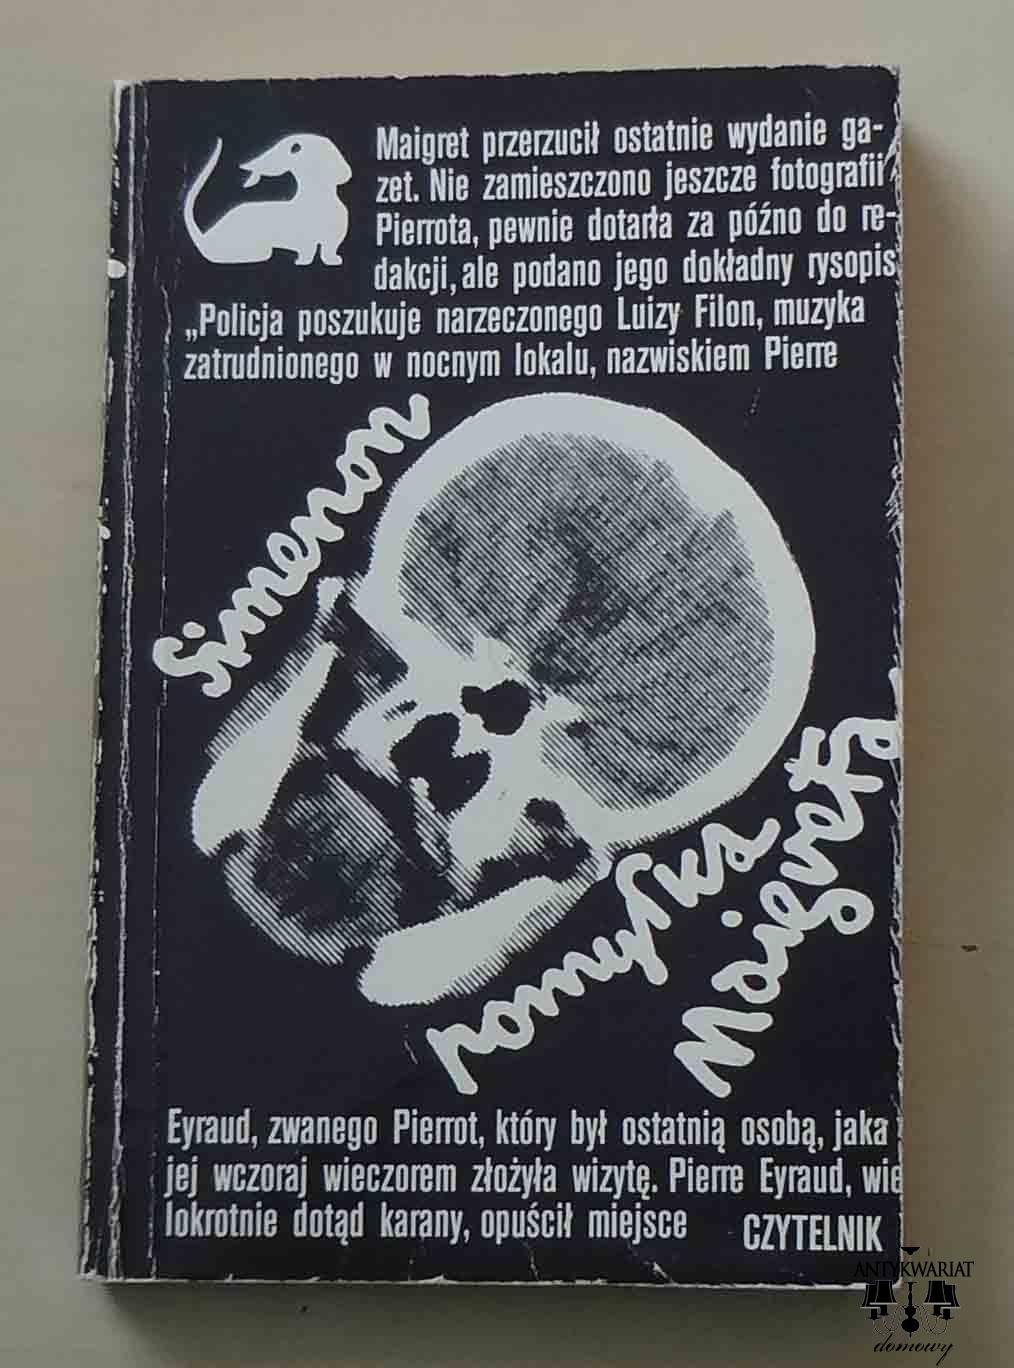 Maigret przerzucił ostatnie wydanie ga-
zet. Nie zamieszczono jeszcze fotografii
Pierrota, pewnie dotarła za późno do re-
dakcji, ale podano jego dokładny rysopis
„Policja poszukuje narzeczonego Luizy Filon, muzyka
zatrudnionego w nocnym lokalu, nazwiskiem Pierre
Simenon
pomyłka
Maigreta
Eyraud, zwanego Pierrot, który był ostatnią osobą, jaka
jej wczoraj wieczorem złożyła wizytę. Pierre Eyraud, wie
lokrotnie dotąd karany, opuścił miejsce
CZYTELNIK
ANTYKWARIAT
domowy